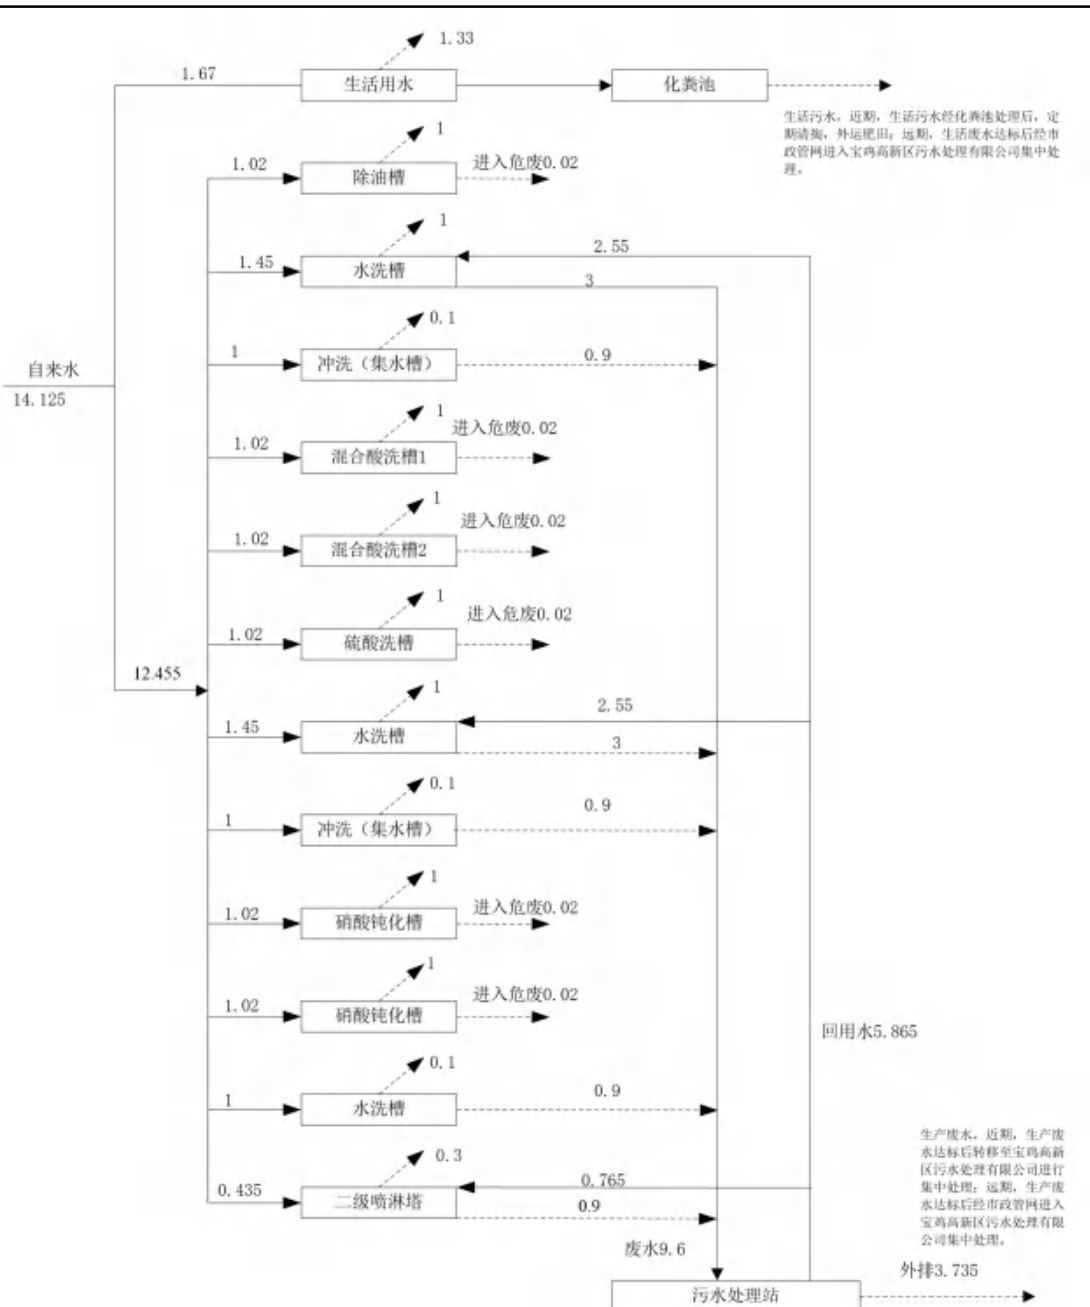 1.33
1.67
生活用水
化粪池
生活污水，近期，生活污水经化粪池处理后，定
期清掏，外运肥田；远期，生活废水达标后经市
政管网进入宝鸡高新区污水处理有限公司集中处
理。
1
1.02
除油槽
进入危废0.02
1
1.45
水洗槽
2.55
3
0.1
1
冲洗（集水槽）
0.9
自来水
14.125
1
1.02
混合酸洗槽1
进入危废0.02
1
1.02
混合酸洗槽2
进入危废0.02
1
1.02
硫酸洗槽
进入危废0.02
12.455
1
1.45
水洗槽
2.55
3
0.1
1
冲洗（集水槽）
0.9
1
1.02
硝酸钝化槽
进入危废0.02
1
1.02
硝酸钝化槽
进入危废0.02
回用水5.865
0.1
1
水洗槽
0.9
生产废水，近期，生产废
水达标后转移至宝鸡高新
区污水处理有限公司进行
集中处理；远期，生产废
水达标后经市政管网进入
宝鸡高新区污水处理有限
公司集中处理。
0.3
0.435
二级喷淋塔
0.765
0.9
废水9.6
污水处理站
外排3.735